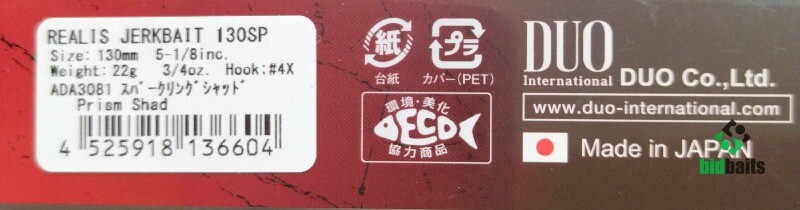 REALIS JERKBAIT 130SP
Size: 130mm 5-1/8inc.
Weight: 22g 3/4oz. Hook:#4X
ADA3081 ｽﾊﾟｰｸﾘﾝｸﾞｼｬｯﾄﾞ
Prism Shad
4 525918 136604
紙
台紙
プラ
カバー(PET)
環境・美化
DECO
協力商品
DUO
International DUO Co.,Ltd.
www.duo-international.com
Made in JAPAN
bidbaits